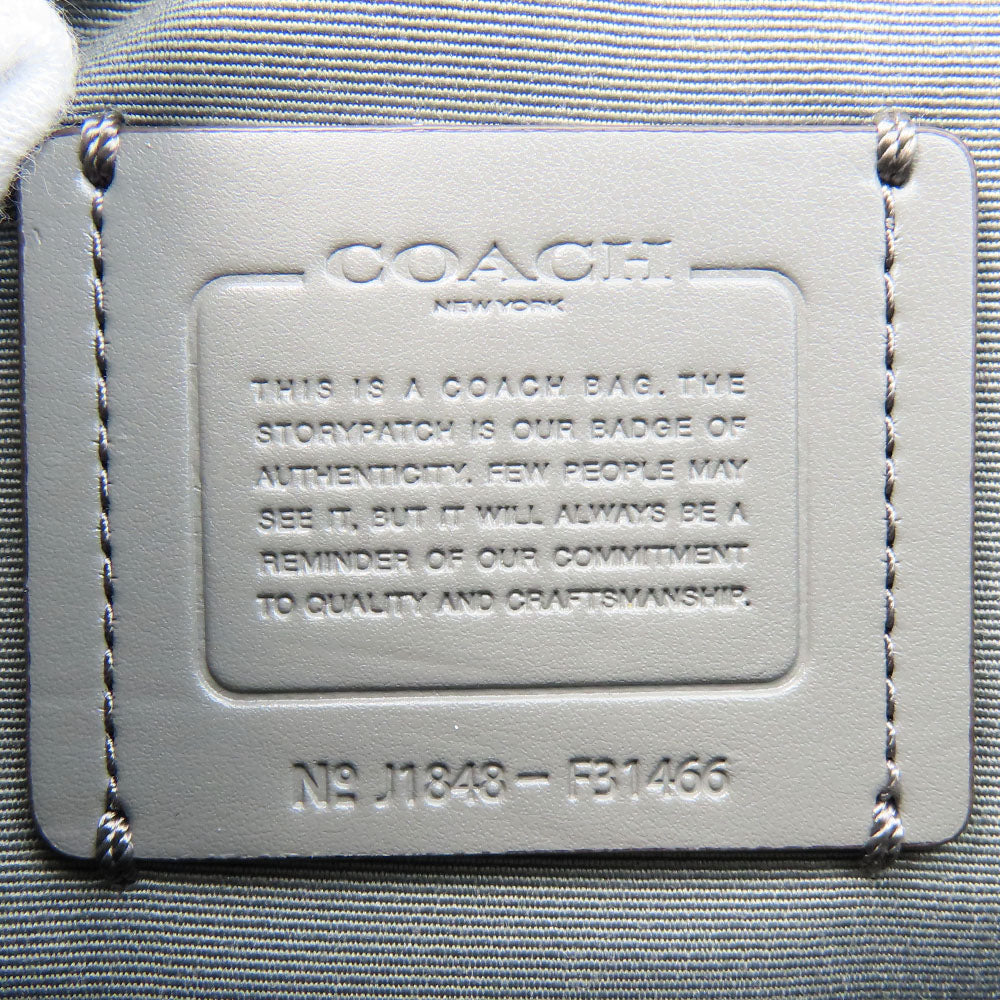 COACH
NEW YORK
THIS IS A COACH BAG. THE
STORYPATCH IS OUR BADGE OF
AUTHENTICITY. FEW PEOPLE MAY
SEE IT, BUT IT WILL ALWAYS BE A
REMINDER OF OUR COMMITMENT
TO QUALITY AND CRAFTSMANSHIP.
Nº J1848-F31466